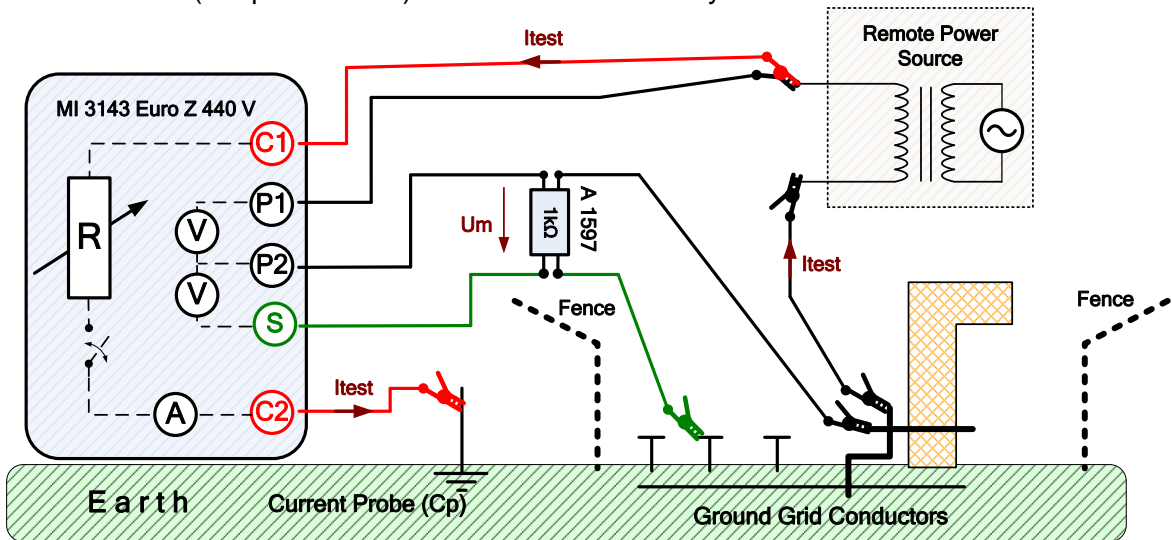 Itest
Remote Power
Source
MI 3143 Euro Z 440 V
C1
P1
R
V
P2
V
S
A
C2
Um
1kΩ
A 1597
Itest
Itest
Fence
Fence
Earth
Current Probe (Cp)
Ground Grid Conductors